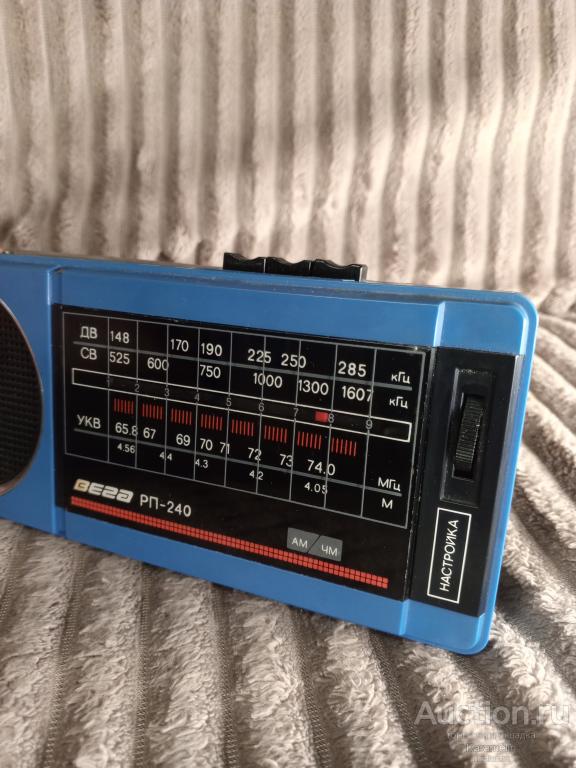 ДВ 148 170 190 225 250 285 кГц
СВ 525 600 750 1000 1300 1607 кГц
1 2 3 4 5 6 7 8 9
УКВ 65.8 67 69 70 71 72 73 74.0 МГц
4.56 4.4 4.3 4.2 4.05 М
ВЕГА РП-240
АМ/ЧМ
НАСТРОЙКА
Auction.ru